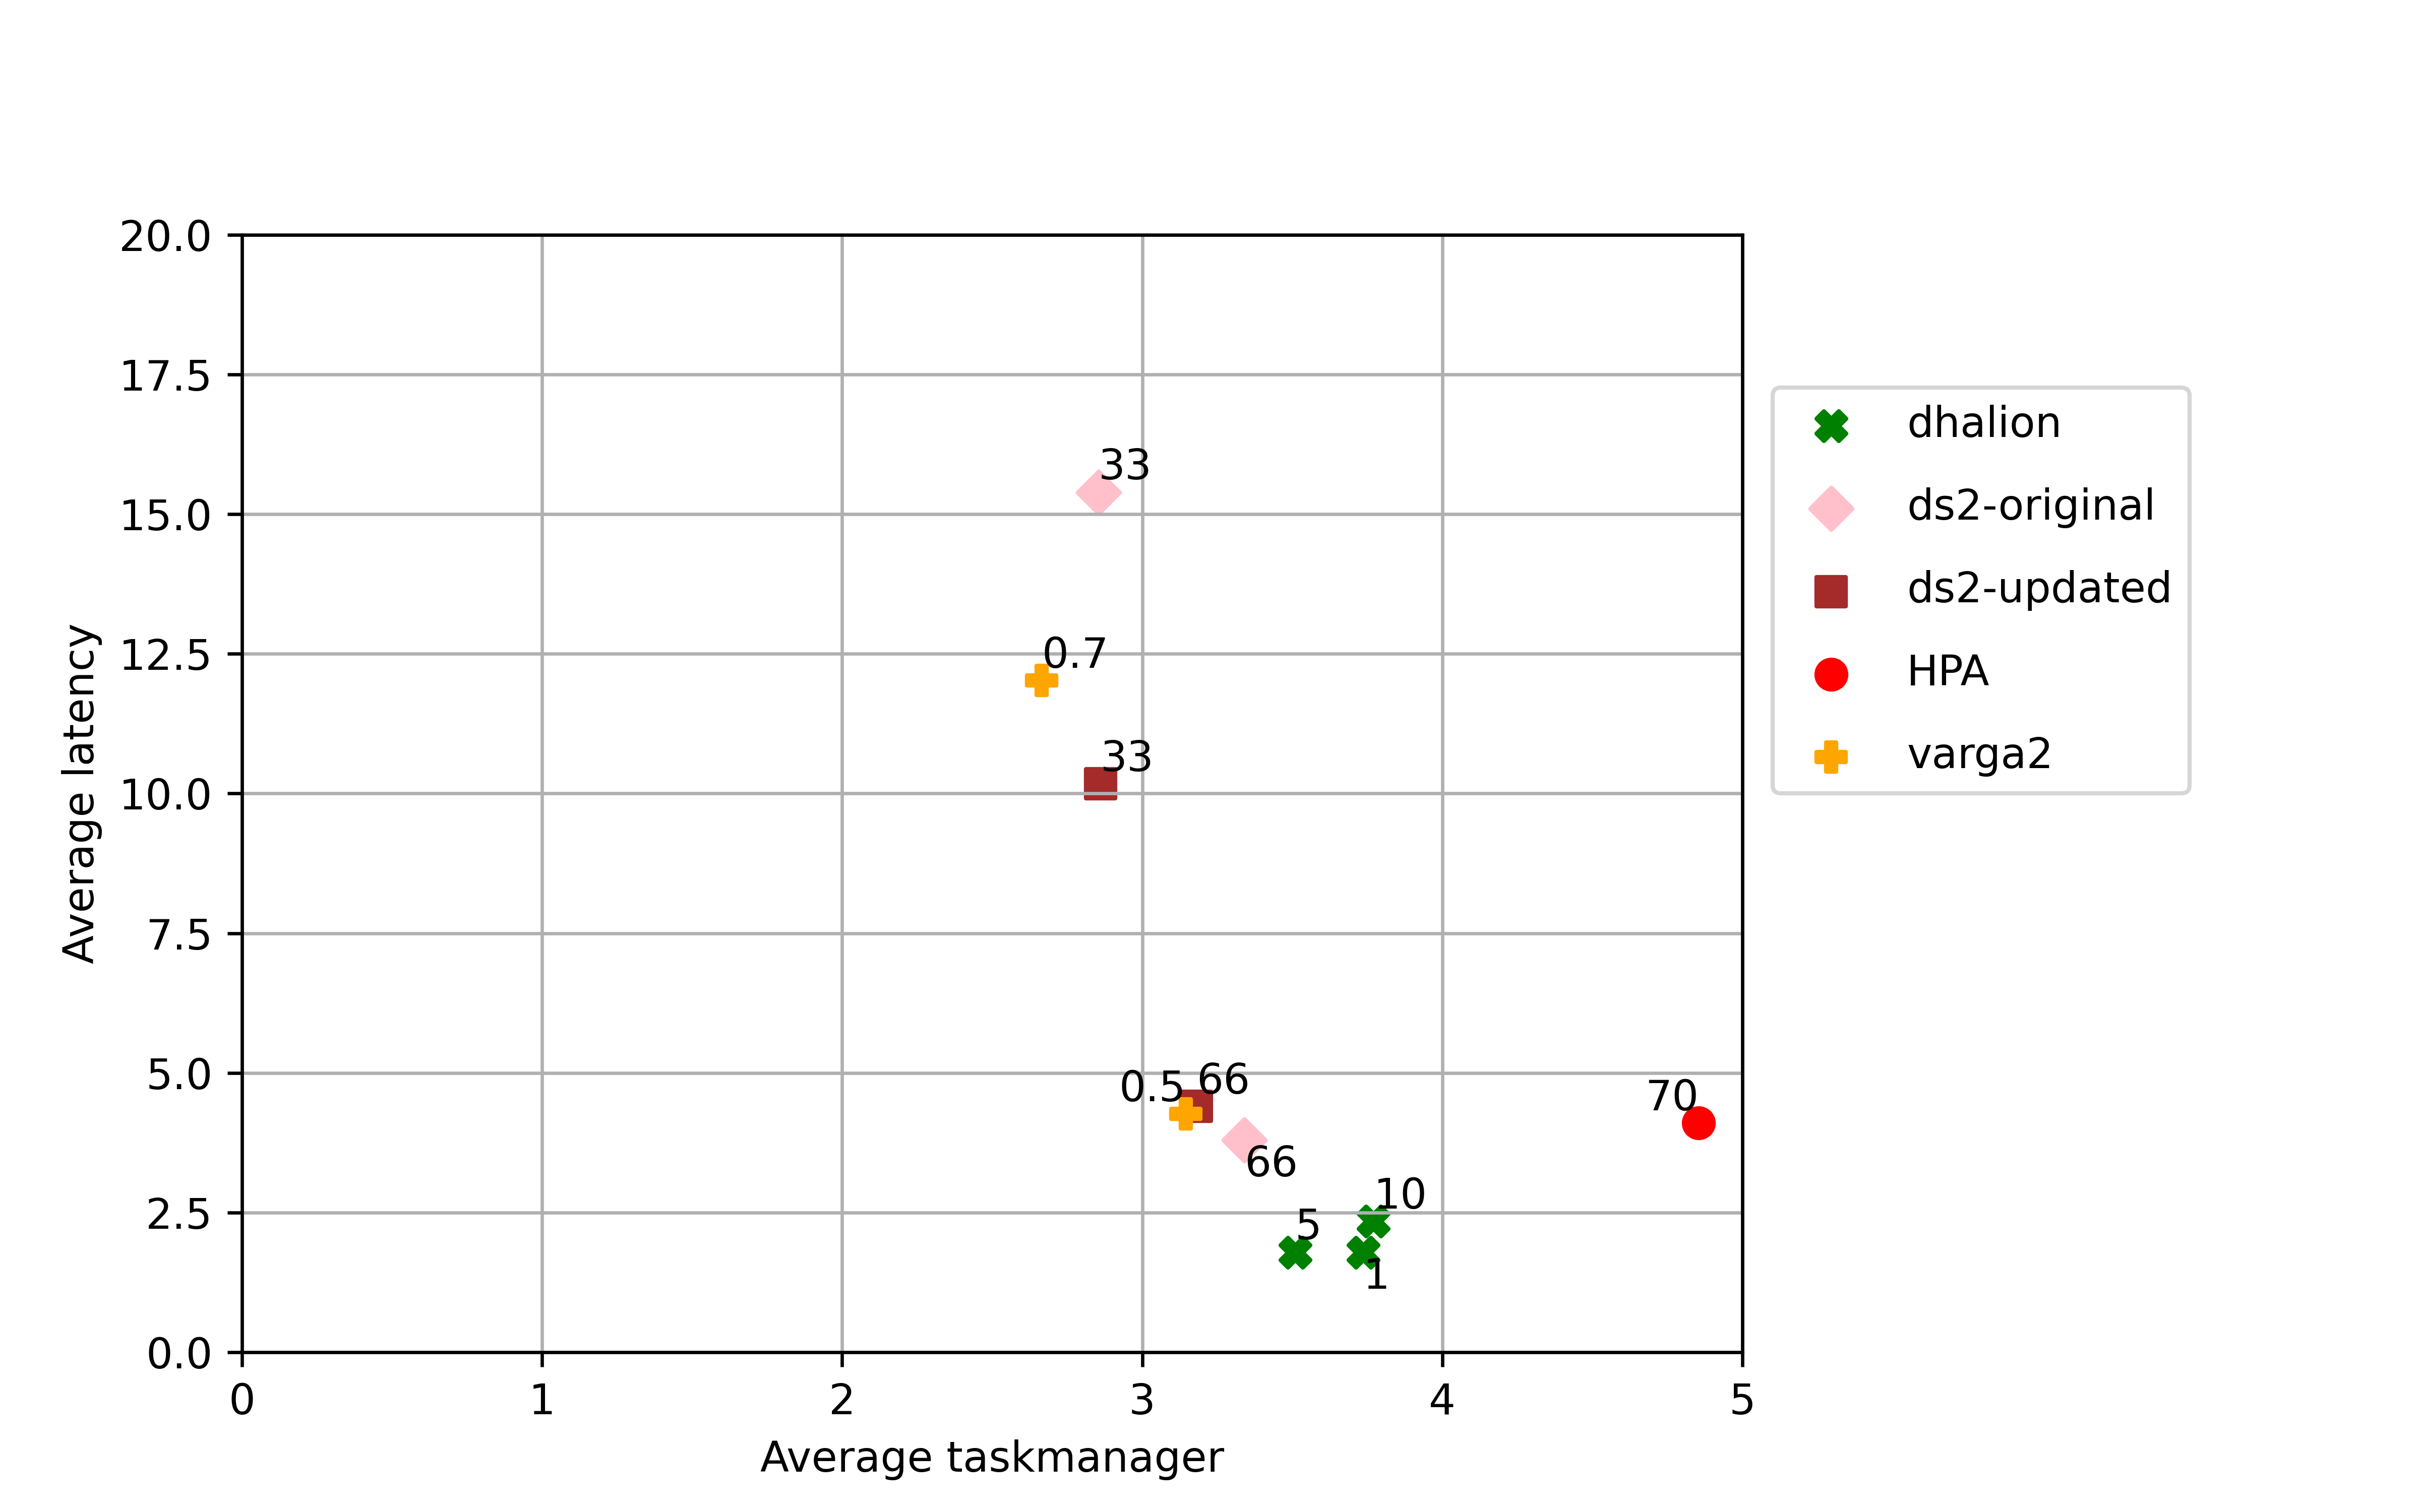 20.0
17.5
15.0
12.5
10.0
7.5
5.0
2.5
0.0
Average latency
0 1 2 3 4 5
Average taskmanager
33
0.7
33
0.5 66
70
66
10
5
1
dhalion
ds2-original
ds2-updated
HPA
varga2